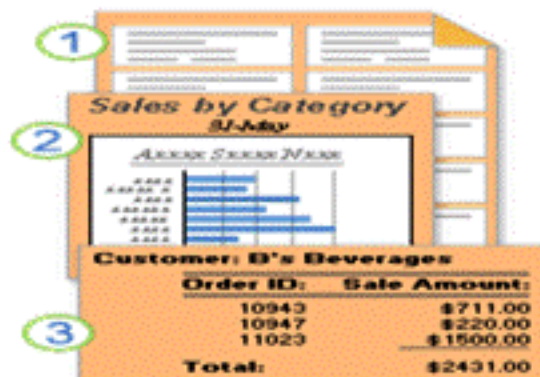 1
2
Sales by Category
3
Customer: B's Beverages
Order ID: Sale Amount:
10943 $711.00
10947 $220.00
11023 $1500.00
Total: $2431.00